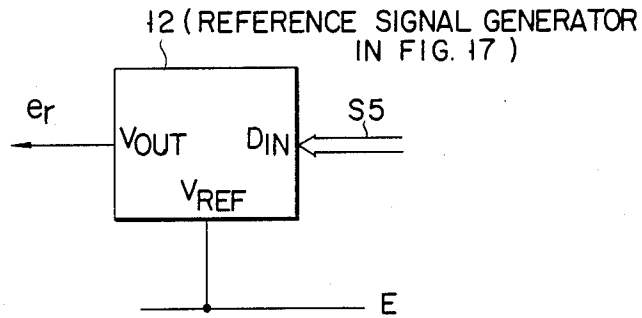 12 (REFERENCE SIGNAL GENERATOR
IN FIG. 17)
er
S5
VOUT
DIN
VREF
E